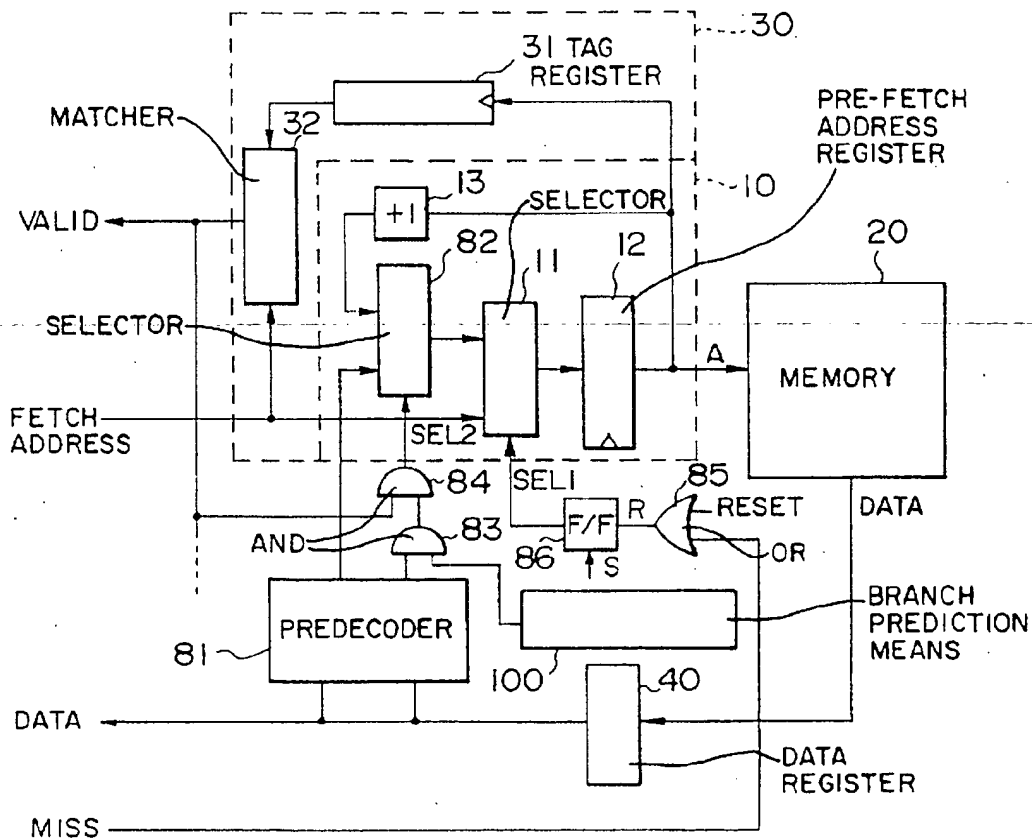 30
31 TAG
REGISTER
MATCHER
32
PRE-FETCH
ADDRESS
REGISTER
10
13
SELECTOR
+1
VALID
82
11
12
20
SELECTOR
A
MEMORY
FETCH
ADDRESS
SEL2
SEL1
84
85
RESET
DATA
AND
83
F/F
R
OR
86
S
PREDECODER
BRANCH
PREDICTION
MEANS
81
100
40
DATA
DATA
REGISTER
MISS